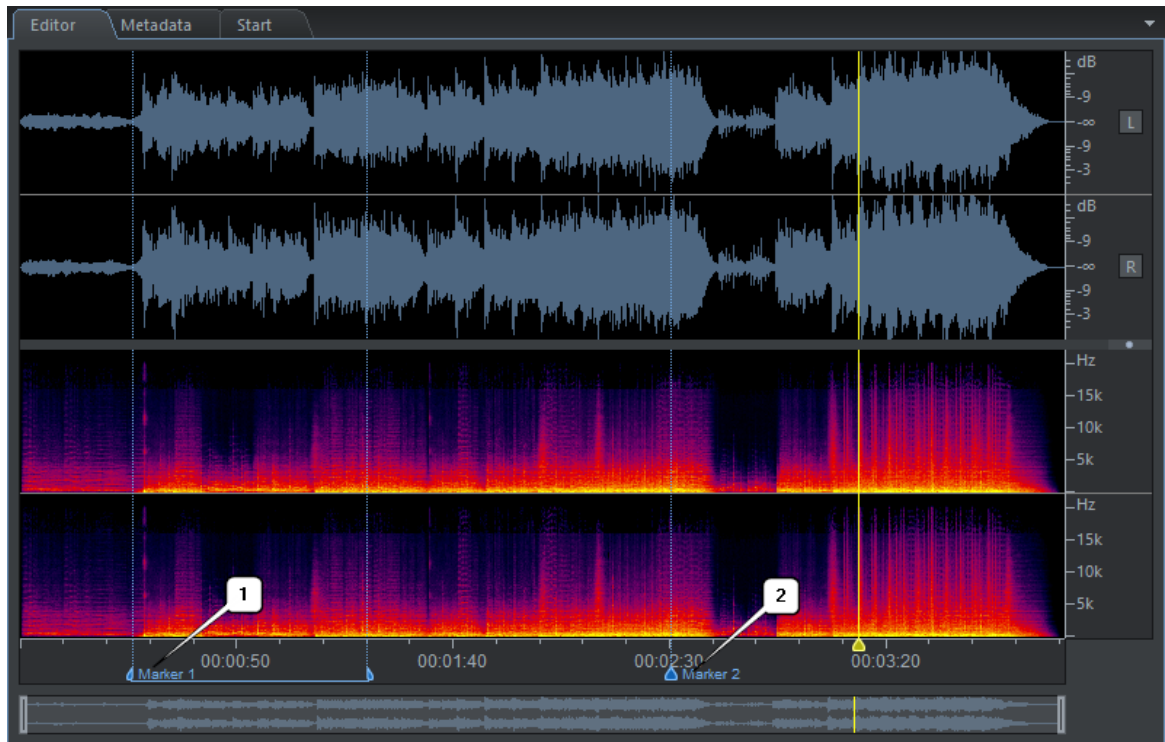 Editor Metadata Start
dB
-9
-∞ L
-9
-3
dB
-9
-∞ R
-9
-3
Hz
15k
10k
5k
Hz
15k
10k
5k
1 2
00:00:50 00:01:40 00:02:30 00:03:20
Marker 1 Marker 2